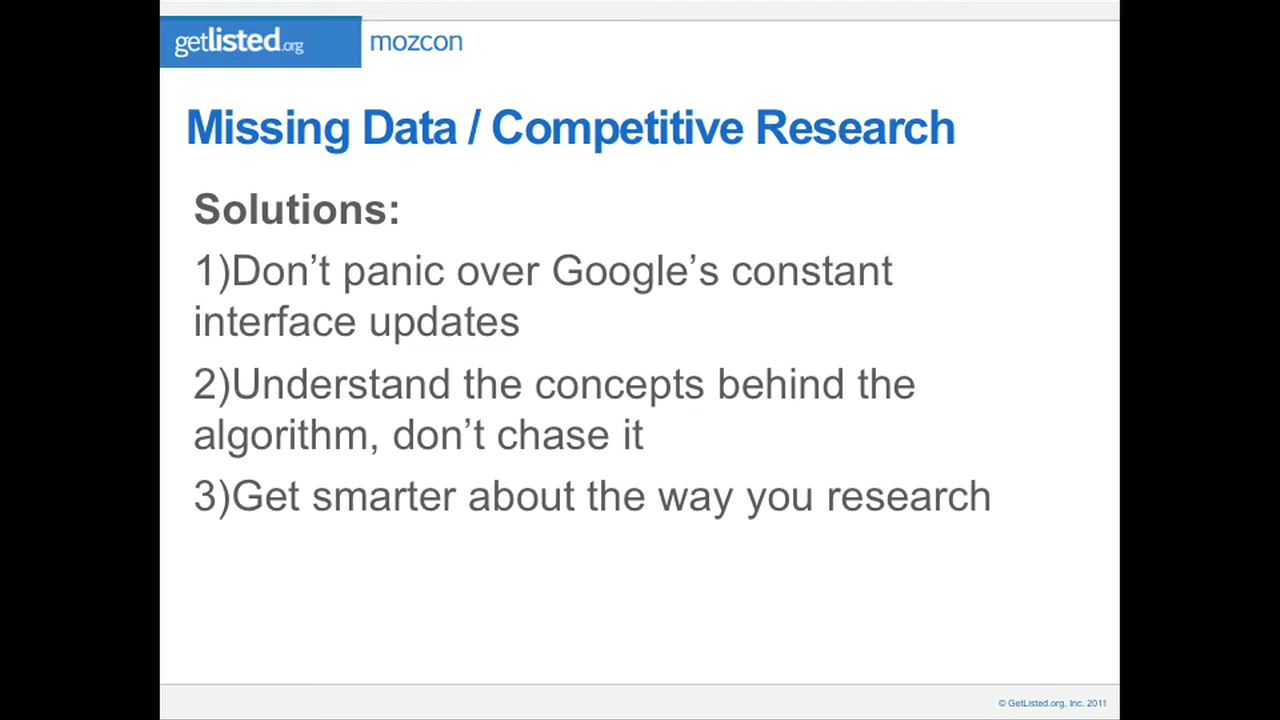 getlisted.org
mozcon
Missing Data / Competitive Research
Solutions:
1)Don’t panic over Google’s constant
interface updates
2)Understand the concepts behind the
algorithm, don’t chase it
3)Get smarter about the way you research
© GetListed.org, Inc. 2011